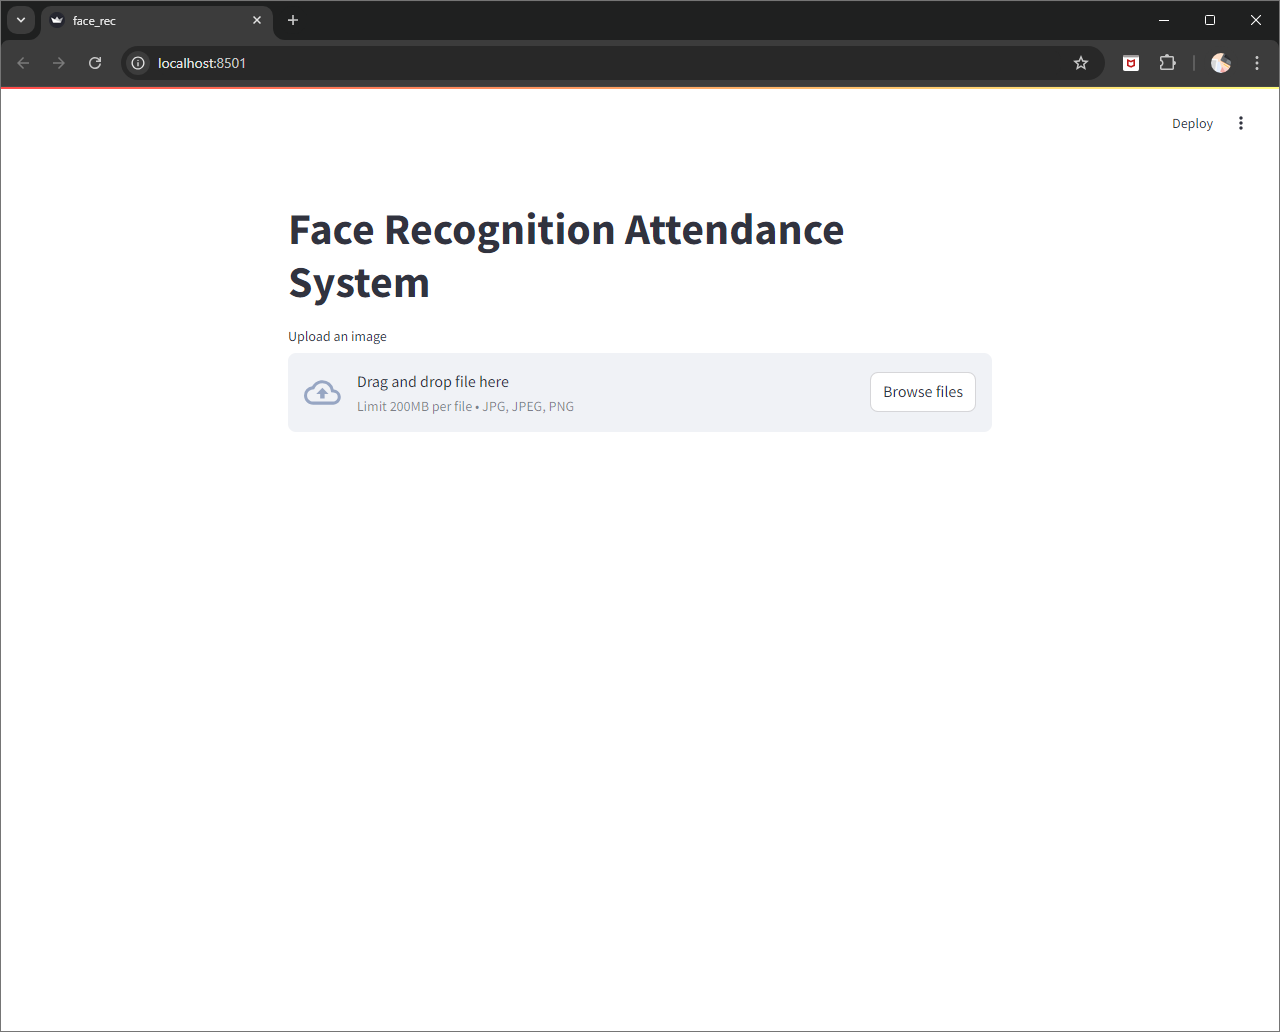 face_rec
localhost:8501
Deploy
Face Recognition Attendance
System
Upload an image
Drag and drop file here
Limit 200MB per file • JPG, JPEG, PNG
Browse files